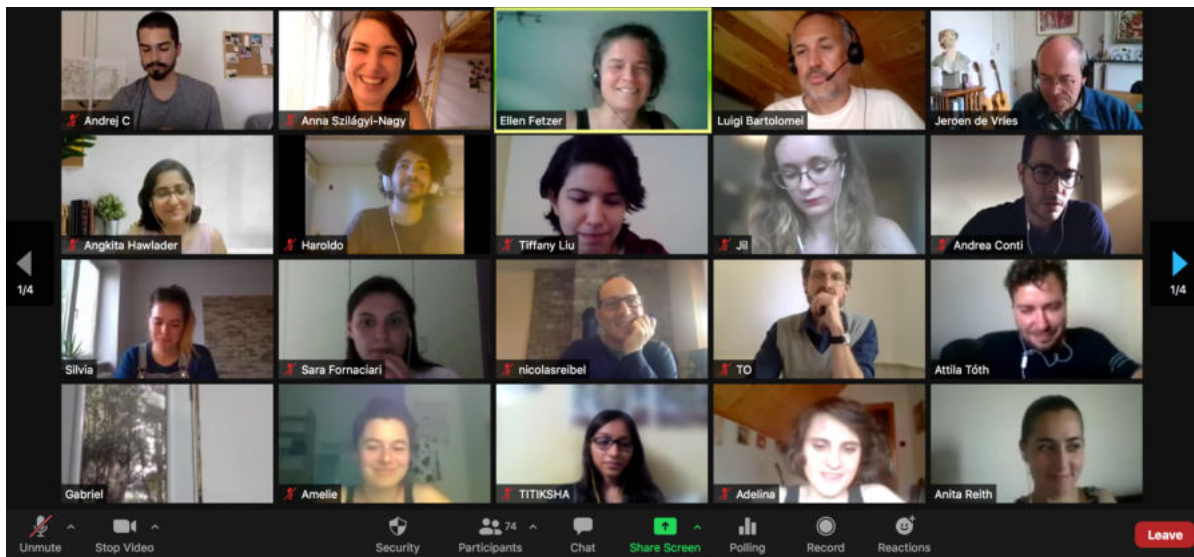 Andrej C
Anna Szilágyi-Nagy
Ellen Fetzer
Luigi Bartolomei
Jeroen de Vries
Angkita Hawlader
Haroldo
Tiffany Liu
Jil
Andrea Conti
1/4
1/4
Silvia
Sara Fornaciari
nicolasreibel
TO
Attila Tóth
Gabriel
Amelie
TITIKSHA
Adelina
Anita Reith
74
Unmute
Stop Video
Security
Participants
Chat
Share Screen
Polling
Record
Reactions
Leave